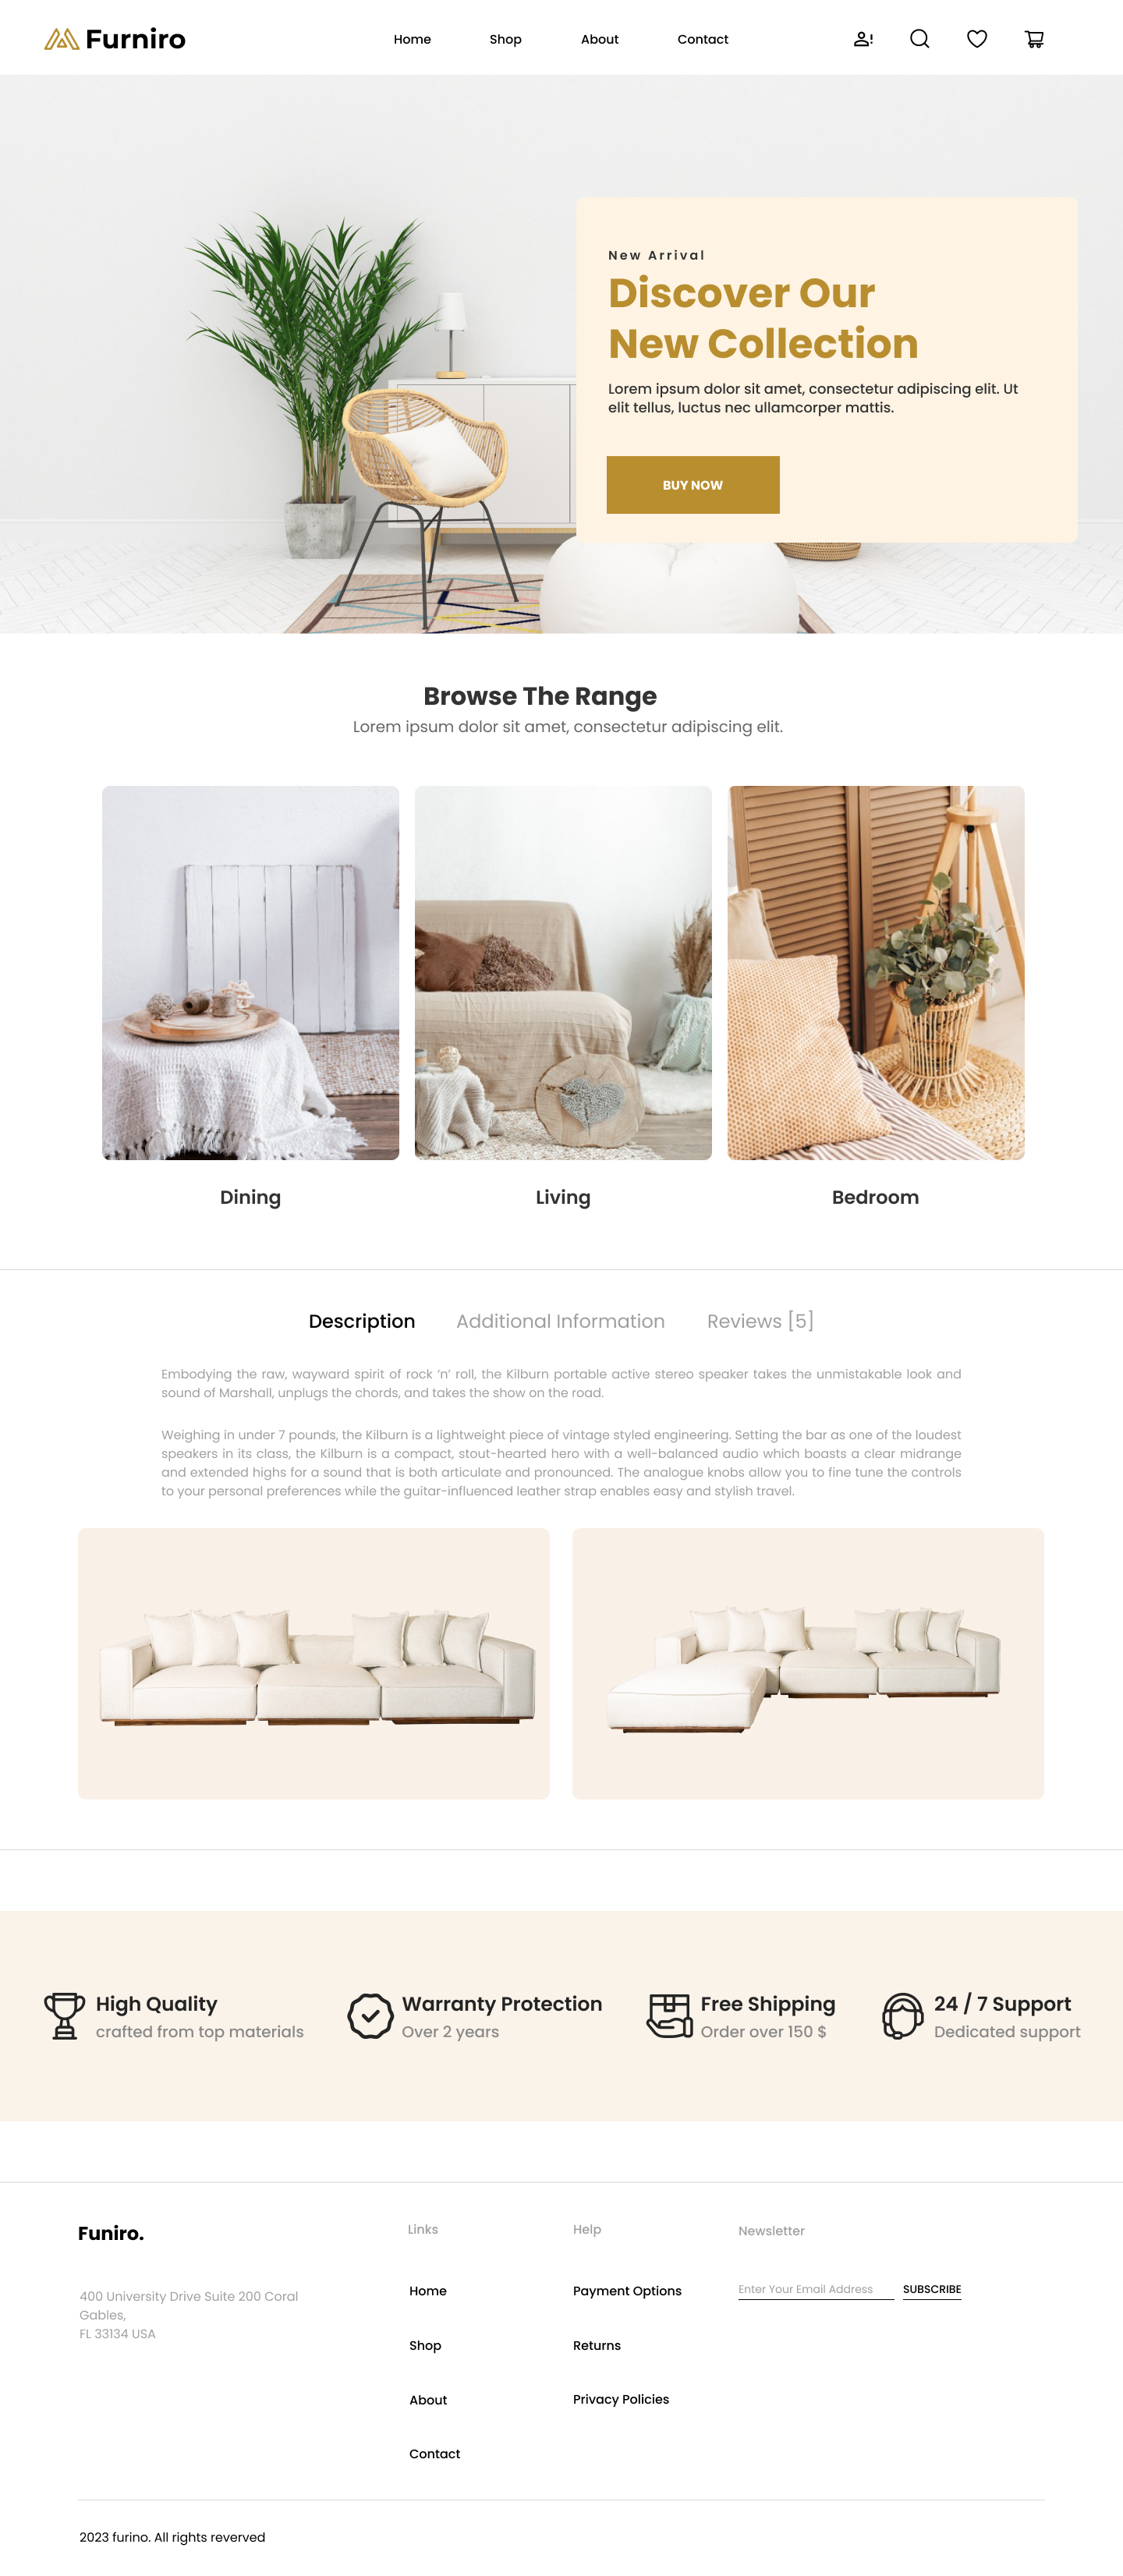 Furniro
Home
Shop
About
Contact
New Arrival
Discover Our
New Collection
Lorem ipsum dolor sit amet, consectetur adipiscing elit. Ut
elit tellus, luctus nec ullamcorper mattis.
BUY NOW
Browse The Range
Lorem ipsum dolor sit amet, consectetur adipiscing elit.
Dining
Living
Bedroom
Description
Additional Information
Reviews [5]
Embodying the raw, wayward spirit of rock ‘n’ roll, the Kilburn portable active stereo speaker takes the unmistakable look and
sound of Marshall, unplugs the chords, and takes the show on the road.
Weighing in under 7 pounds, the Kilburn is a lightweight piece of vintage styled engineering. Setting the bar as one of the loudest
speakers in its class, the Kilburn is a compact, stout-hearted hero with a well-balanced audio which boasts a clear midrange
and extended highs for a sound that is both articulate and pronounced. The analogue knobs allow you to fine tune the controls
to your personal preferences while the guitar-influenced leather strap enables easy and stylish travel.
High Quality
crafted from top materials
Warranty Protection
Over 2 years
Free Shipping
Order over 150 $
24 / 7 Support
Dedicated support
Funiro.
400 University Drive Suite 200 Coral
Gables,
FL 33134 USA
Links
Home
Shop
About
Contact
Help
Payment Options
Returns
Privacy Policies
Newsletter
Enter Your Email Address
SUBSCRIBE
2023 furino. All rights reverved